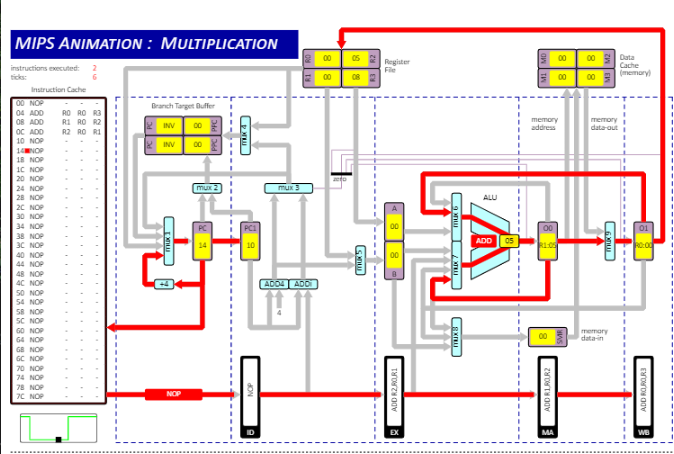 MIPS ANIMATION : MULTIPLICATION
instructions executed: 2
ticks: 6
Instruction Cache
00 NOP - - -
04 ADD R0 R0 R3
08 ADD R1 R0 R2
0C ADD R2 R0 R1
10 NOP - - -
14 NOP - - -
18 NOP - - -
1C NOP - - -
20 NOP - - -
24 NOP - - -
28 NOP - - -
2C NOP - - -
30 NOP - - -
34 NOP - - -
38 NOP - - -
3C NOP - - -
40 NOP - - -
44 NOP - - -
48 NOP - - -
4C NOP - - -
50 NOP - - -
54 NOP - - -
58 NOP - - -
5C NOP - - -
60 NOP - - -
64 NOP - - -
68 NOP - - -
6C NOP - - -
70 NOP - - -
74 NOP - - -
78 NOP - - -
7C NOP - - -
R0 00 05 R2
R1 00 08 R3
Register
File
M0 00 00 M2
M1 00 00 M3
Data
Cache
(memory)
Branch Target Buffer
PC INV 00 PPC
PC INV 00 PPC
mux 4
mux 2
mux 3
mux 1
PC
14
PC1
10
+4
ADD4
ADDI
4
zero
mux 5
A
00
00
B
mux 6
mux 7
mux 8
ALU
ADD
05
memory
address
memory
data-out
O0
R1:05
mux 9
O1
R0:00
00 SMR
memory
data-in
NOP
NOP
ID
ADD R2,R0,R1
EX
ADD R1,R0,R2
MA
ADD R0,R0,R3
WB